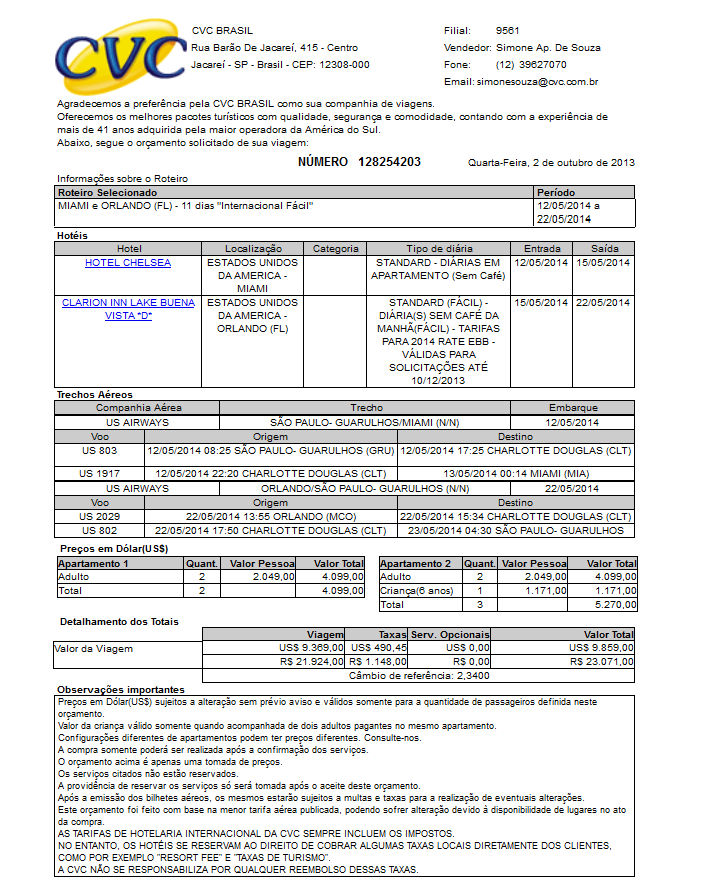 CVC
CVC BRASIL
Rua Barão De Jacareí, 415 - Centro
Jacareí - SP - Brasil - CEP: 12308-000
Filial: 9561
Vendedor: Simone Ap. De Souza
Fone: (12) 39627070
Email: simonesouza@cvc.com.br
Agradecemos a preferência pela CVC BRASIL como sua companhia de viagens.
Oferecemos os melhores pacotes turísticos com qualidade, segurança e comodidade, contando com a experiência de
mais de 41 anos adquirida pela maior operadora da América do Sul.
Abaixo, segue o orçamento solicitado de sua viagem:
NÚMERO 128254203 Quarta-Feira, 2 de outubro de 2013
Informações sobre o Roteiro
Roteiro Selecionado Período
MIAMI e ORLANDO (FL) - 11 dias "Internacional Fácil" 12/05/2014 a
22/05/2014
Hotéis
Hotel Localização Categoria Tipo de diária Entrada Saída
HOTEL CHELSEA ESTADOS UNIDOS STANDARD - DIÁRIAS EM 12/05/2014 15/05/2014
DA AMERICA - APARTAMENTO (Sem Café)
MIAMI
CLARION INN LAKE BUENA ESTADOS UNIDOS STANDARD (FÁCIL) - 15/05/2014 22/05/2014
VISTA *D* DA AMERICA - DIÁRIA(S) SEM CAFÉ DA
ORLANDO (FL) MANHÃ(FÁCIL) - TARIFAS
PARA 2014 RATE EBB -
VÁLIDAS PARA
SOLICITAÇÕES ATÉ
10/12/2013
Trechos Aéreos
Companhia Aérea Trecho Embarque
US AIRWAYS SÃO PAULO- GUARULHOS/MIAMI (N/N) 12/05/2014
Voo Origem Destino
US 803 12/05/2014 08:25 SÃO PAULO- GUARULHOS (GRU) 12/05/2014 17:25 CHARLOTTE DOUGLAS (CLT)
US 1917 12/05/2014 22:20 CHARLOTTE DOUGLAS (CLT) 13/05/2014 00:14 MIAMI (MIA)
US AIRWAYS ORLANDO/SÃO PAULO- GUARULHOS (N/N) 22/05/2014
Voo Origem Destino
US 2029 22/05/2014 13:55 ORLANDO (MCO) 22/05/2014 15:34 CHARLOTTE DOUGLAS (CLT)
US 802 22/05/2014 17:50 CHARLOTTE DOUGLAS (CLT) 23/05/2014 04:30 SÃO PAULO- GUARULHOS
Preços em Dólar(US$)
Apartamento 1 Quant. Valor Pessoa Valor Total
Adulto 2 2.049,00 4.099,00
Total 2 4.099,00
Apartamento 2 Quant. Valor Pessoa Valor Total
Adulto 2 2.049,00 4.099,00
Criança(6 anos) 1 1.171,00 1.171,00
Total 3 5.270,00
Detalhamento dos Totais
Viagem Taxas Serv. Opcionais Valor Total
Valor da Viagem US$ 9.369,00 US$ 490,45 US$ 0,00 US$ 9.859,00
R$ 21.924,00 R$ 1.148,00 R$ 0,00 R$ 23.071,00
Câmbio de referência: 2,3400
Observações importantes
Preços em Dólar(US$) sujeitos a alteração sem prévio aviso e válidos somente para a quantidade de passageiros definida neste
orçamento.
Valor da criança válido somente quando acompanhada de dois adultos pagantes no mesmo apartamento.
Configurações diferentes de apartamentos podem ter preços diferentes. Consulte-nos.
A compra somente poderá ser realizada após a confirmação dos serviços.
O orçamento acima é apenas uma tomada de preços.
Os serviços citados não estão reservados.
A providência de reservar os serviços só será tomada após o aceite deste orçamento.
Após a emissão dos bilhetes aéreos, os mesmos estarão sujeitos a multas e taxas para a realização de eventuais alterações.
Este orçamento foi feito com base na menor tarifa aérea publicada, podendo sofrer alteração devido à disponibilidade de lugares no ato
da compra.
AS TARIFAS DE HOTELARIA INTERNACIONAL DA CVC SEMPRE INCLUEM OS IMPOSTOS.
NO ENTANTO, OS HOTÉIS SE RESERVAM AO DIREITO DE COBRAR ALGUMAS TAXAS LOCAIS DIRETAMENTE DOS CLIENTES,
COMO POR EXEMPLO "RESORT FEE" E "TAXAS DE TURISMO".
A CVC NÃO SE RESPONSABILIZA POR QUALQUER REEMBOLSO DESSAS TAXAS.